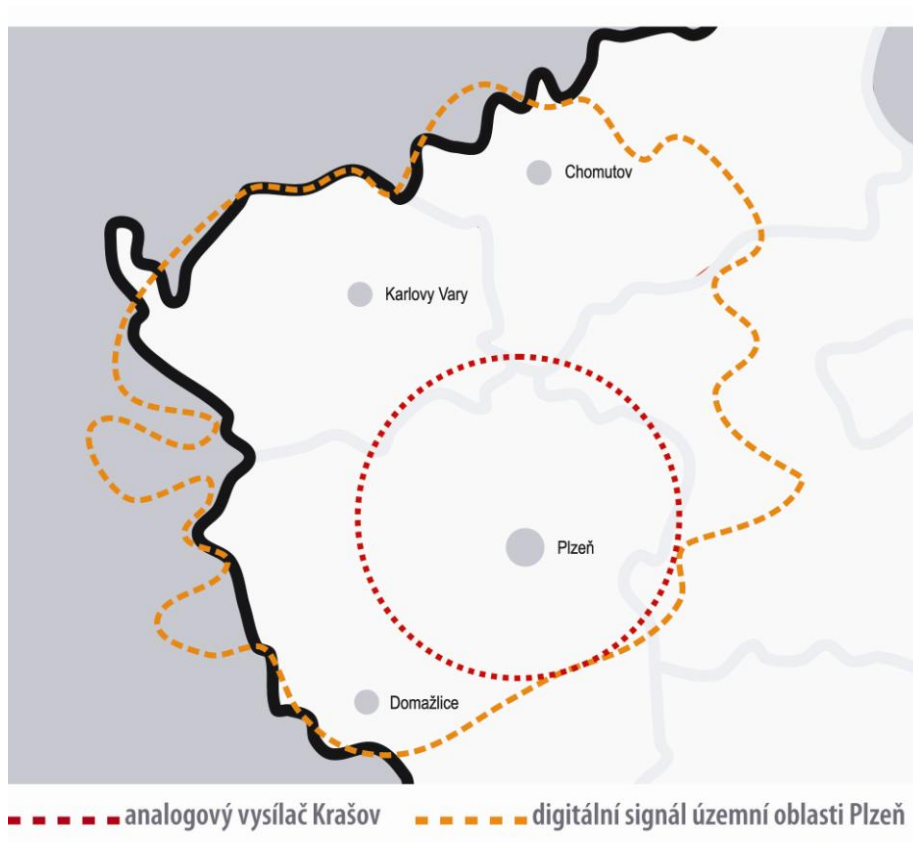 Chomutov
Karlovy Vary
Plzeň
Domažlice
analogový vysílač Krašov
digitální signál územní oblasti Plzeň